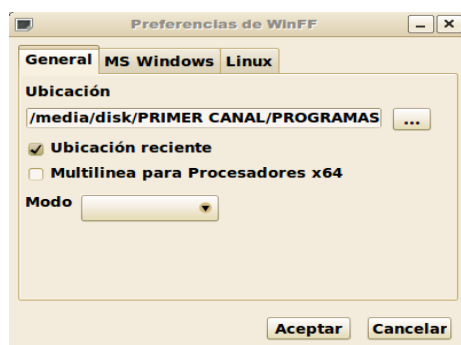 Preferencias de WinFF
General MS Windows Linux
Ubicación
/media/disk/PRIMER CANAL/PROGRAMAS ...
Ubicación reciente
Multilinea para Procesadores x64
Modo
Aceptar Cancelar